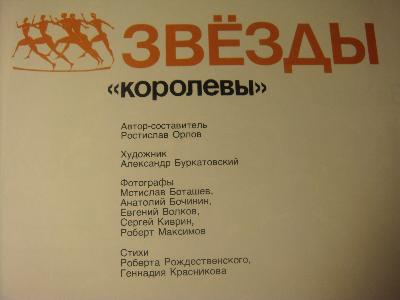 ЗВЁЗДЫ
«королевы»
Автор-составитель
Ростислав Орлов
Художник
Александр Буркатовский
Фотографы
Мстислав Боташев,
Анатолий Бочинин,
Евгений Волков,
Сергей Киврин,
Роберт Максимов
Стихи
Роберта Рождественского,
Геннадия Красникова